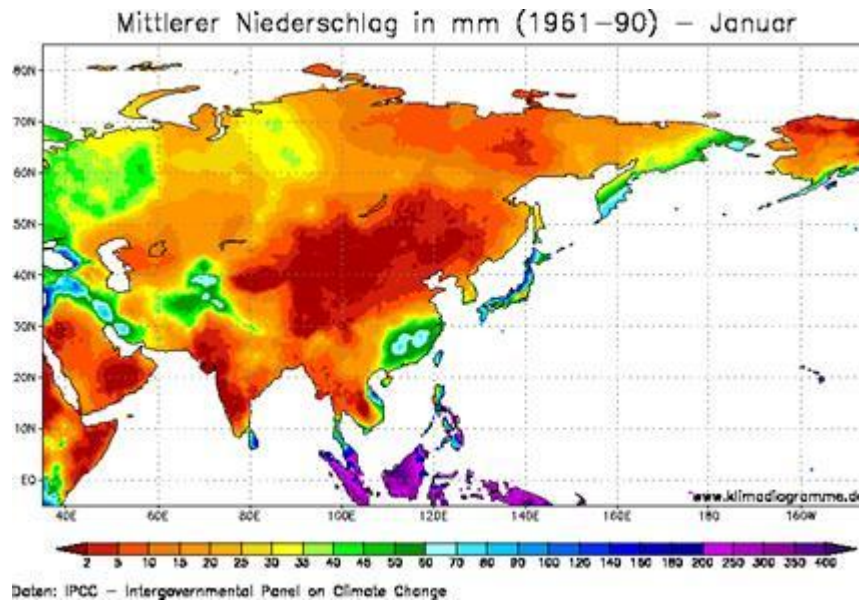 Mittlerer Niederschlag in mm (1961-90) - Januar
80N
70N
60N
50N
40N
30N
20N
10N
EQ
www.klimadiagramme.de
40E 60E 80E 100E 120E 140E 160E 180 160W
2 5 10 15 20 25 30 35 40 45 50 60 70 80 90 100 120 140 160 180 200 250 300 350 400
Daten: IPCC - Intergovernmental Panel on Climate Change